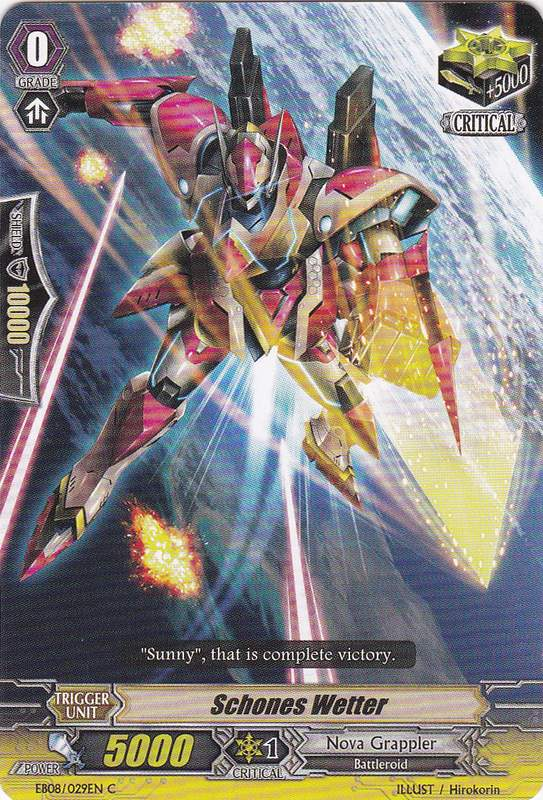 0
GRADE
+5000
CRITICAL
SHIELD
10000
"Sunny", that is complete victory.
TRIGGER
UNIT
Schones Wetter
POWER
5000
1
CRITICAL
Nova Grappler
Battleroid
EB08/029EN C
ILLUST / Hirokorin